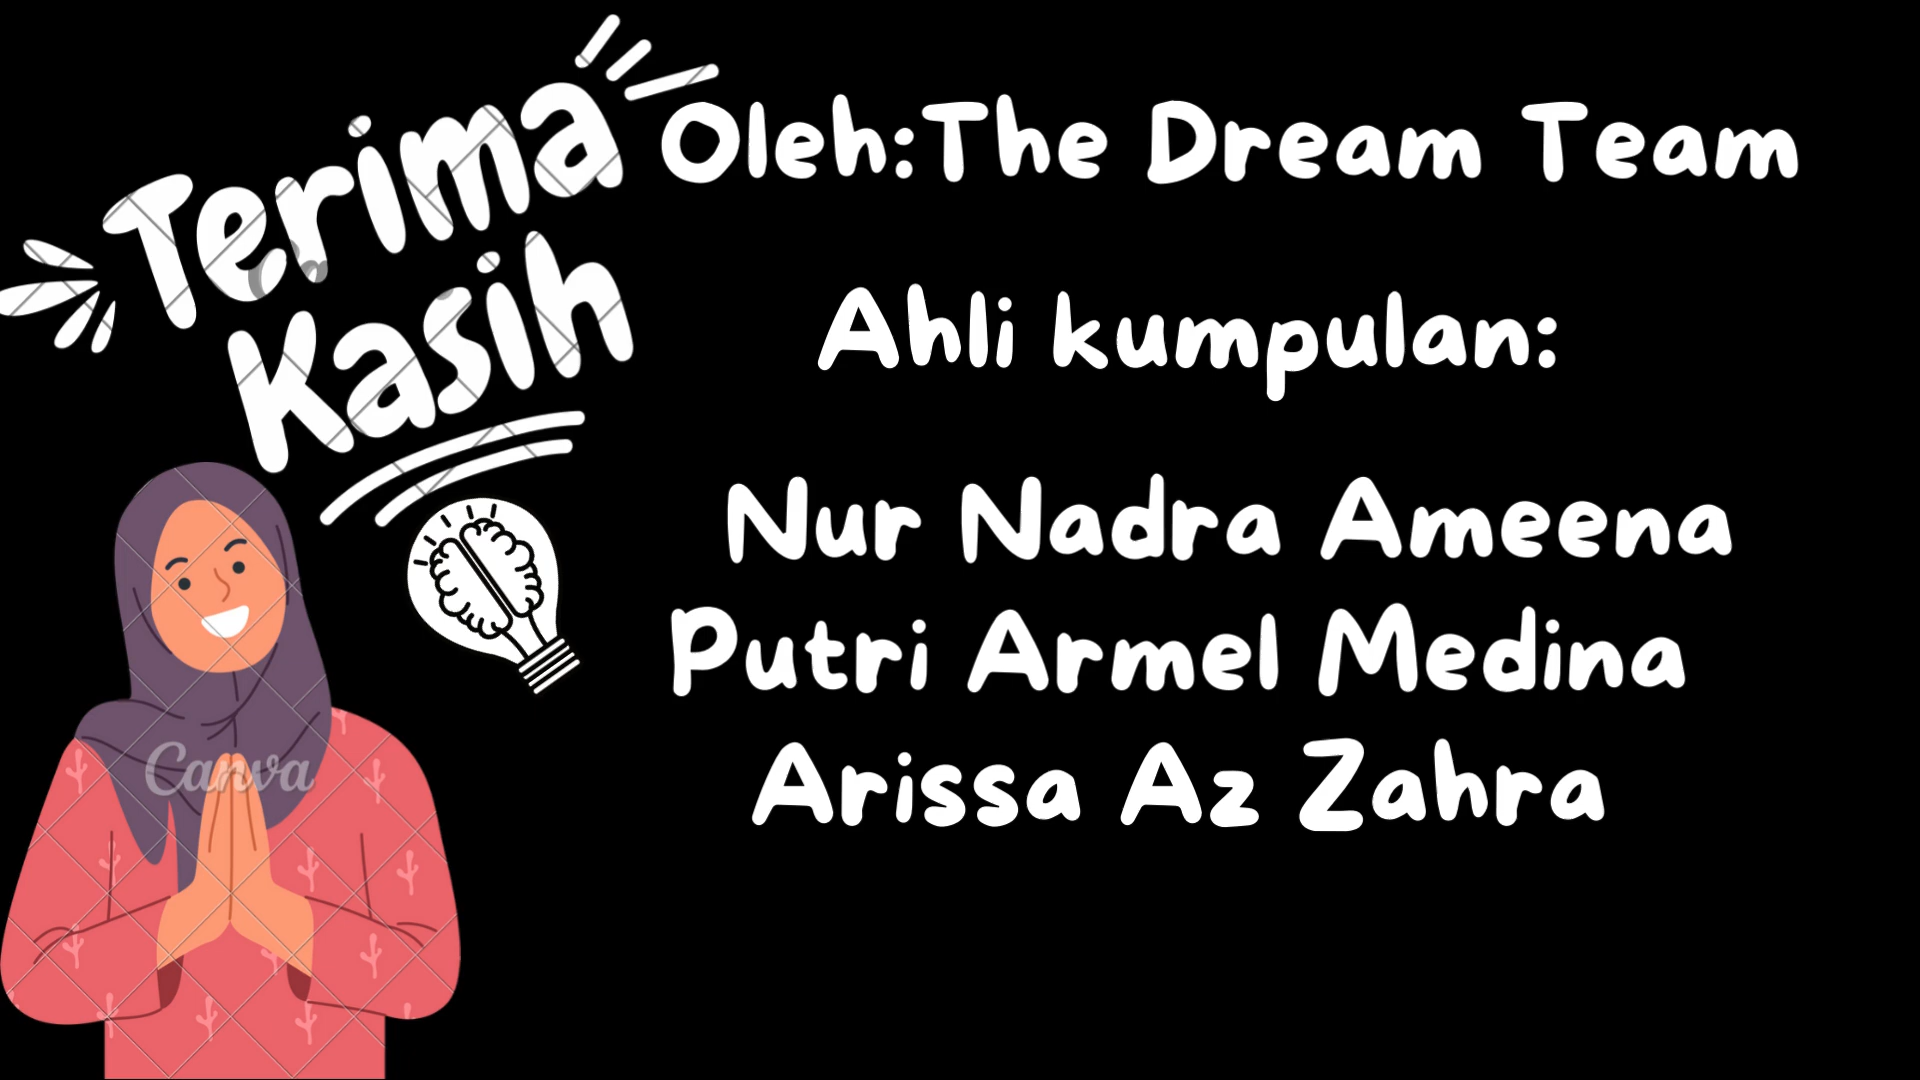 Terima
Kasih
Oleh:The Dream Team
Ahli kumpulan:
Nur Nadra Ameena
Putri Armel Medina
Arissa Az Zahra
Canva